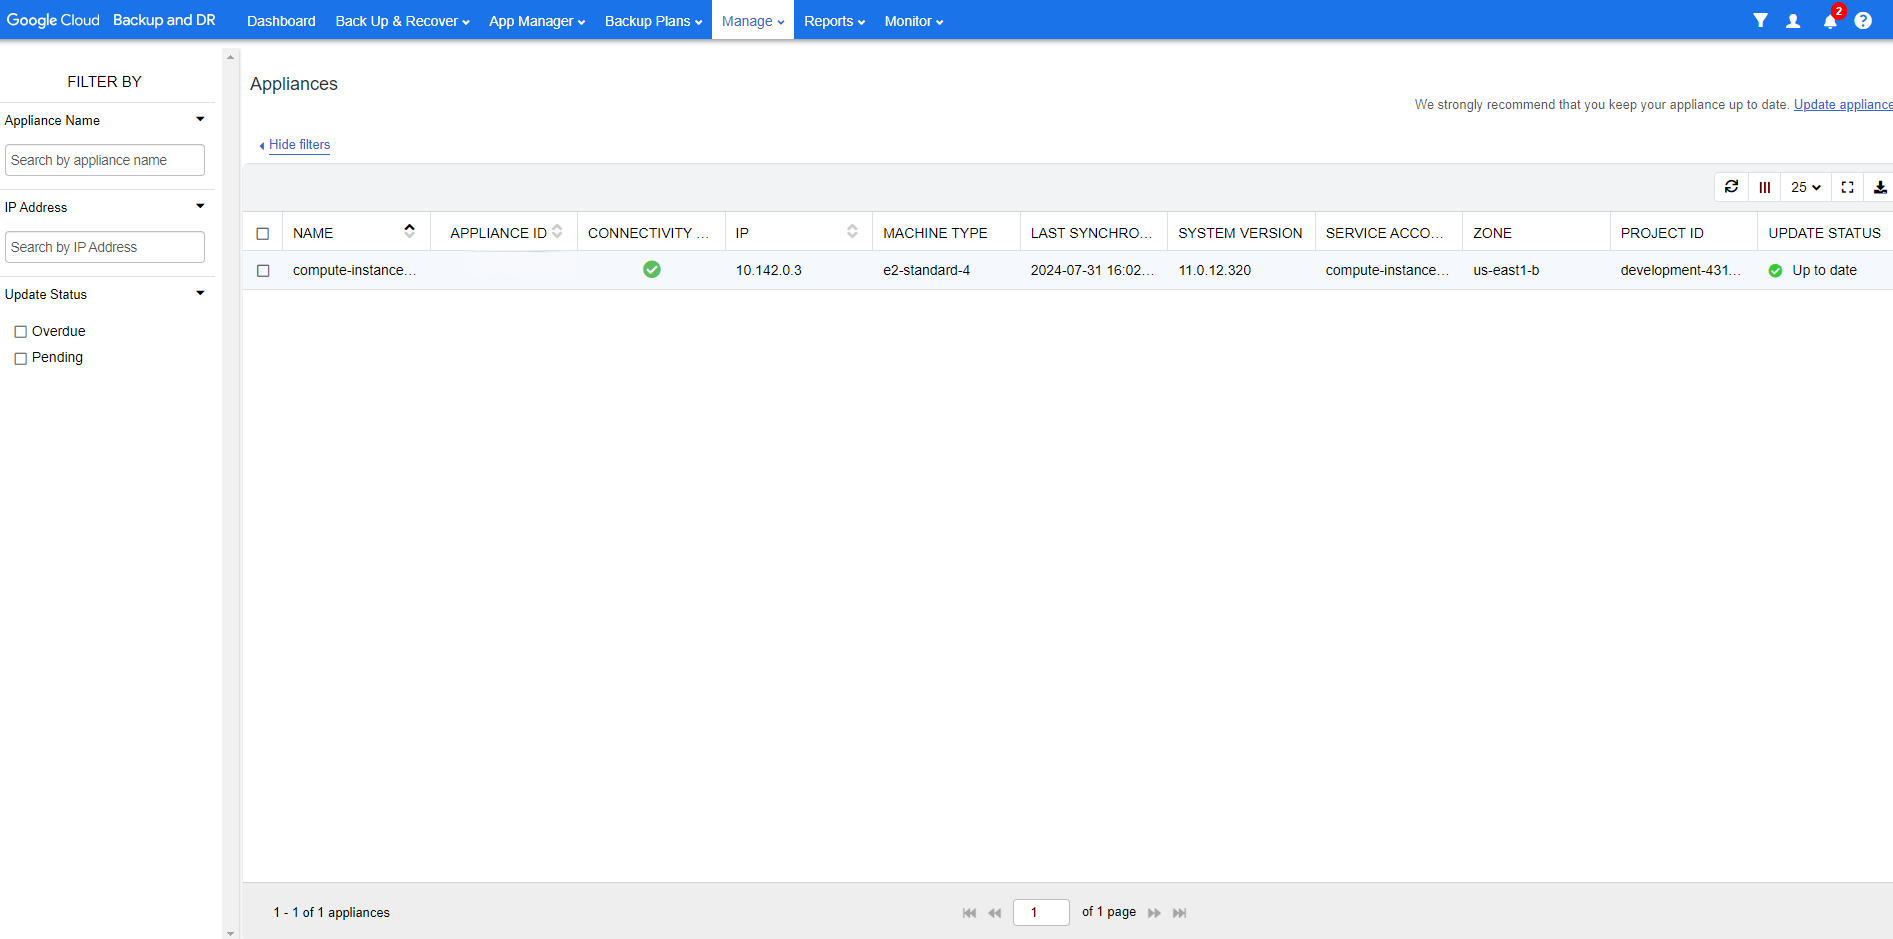 Google Cloud Backup and DR Dashboard Back Up & Recover App Manager Backup Plans Manage Reports Monitor 2 ?
FILTER BY
Appliance Name
Search by appliance name
IP Address
Search by IP Address
Update Status
Overdue
Pending
Appliances
We strongly recommend that you keep your appliance up to date. Update appliance
Hide filters
25
NAME APPLIANCE ID CONNECTIVITY ... IP MACHINE TYPE LAST SYNCHRO... SYSTEM VERSION SERVICE ACCO... ZONE PROJECT ID UPDATE STATUS
compute-instance... 10.142.0.3 e2-standard-4 2024-07-31 16:02... 11.0.12.320 compute-instance... us-east1-b development-431... Up to date
1 - 1 of 1 appliances 1 of 1 page